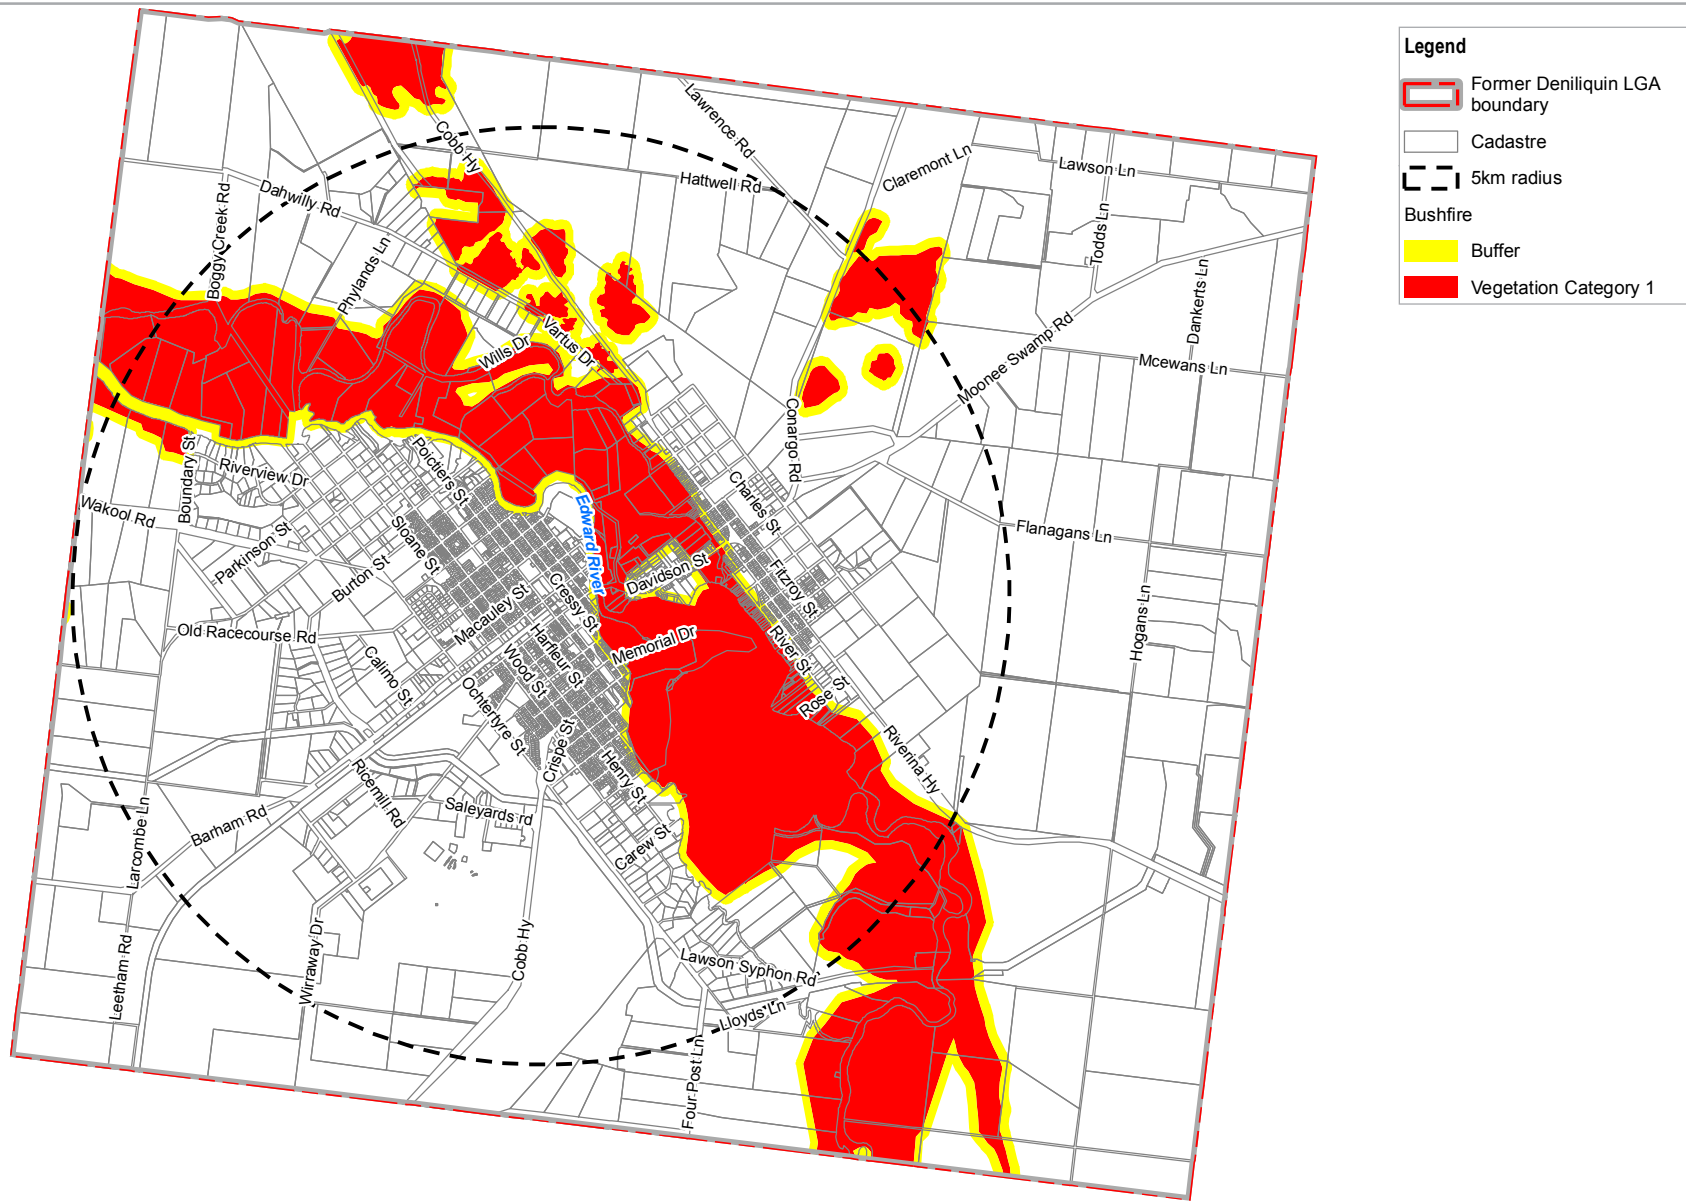 Legend
Former Deniliquin LGA
boundary
Cadastre
5km radius
Bushfire
Buffer
Vegetation Category 1
Lawrence Rd
Cobb Hy
Claremont Ln
Lawson Ln
Hattwell Rd
Dahwilly Rd
Boggy Creek Rd
Todds Ln
Phylands Ln
Dankerts Ln
Vartus Dr
Wills Dr
Moonee Swamp Rd
Mcewans Ln
Conargo Rd
Poictiers St
Boundary St
Riverview Dr
Charles St
Wakool Rd
Edward River
Sloane St
Parkinson St
Flanagans Ln
Burton St
Davidson St
Fitzroy St
Cressy St
Macauley St
Hogans Ln
Old Racecourse Rd
Harfleur St
Memorial Dr
River St
Calimo St
Wood St
Rose St
Ochtertyre St
Crispe St
Riverina Hy
Henry St
Ricemill Rd
Saleyards rd
Barham Rd
Larcombe Ln
Carew St
Leetham Rd
Wirraway Dr
Cobb Hy
Lawson Syphon Rd
Lloyds Ln
Four Post Ln